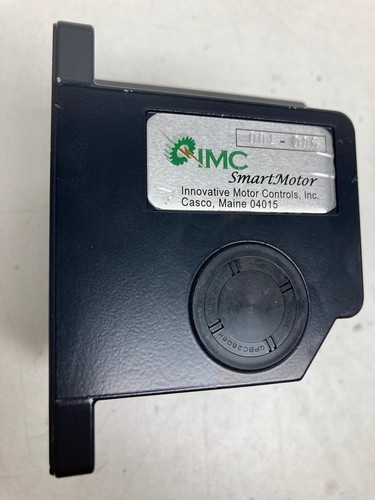 IMC
SmartMotor
Innovative Motor Controls, Inc.
Casco, Maine 04015